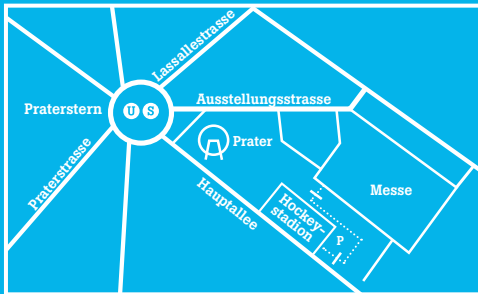 Lassallestrasse
Praterstern
U S
Ausstellungsstrasse
Prater
Praterstrasse
Hauptallee
Messe
Hockey-
stadion
P